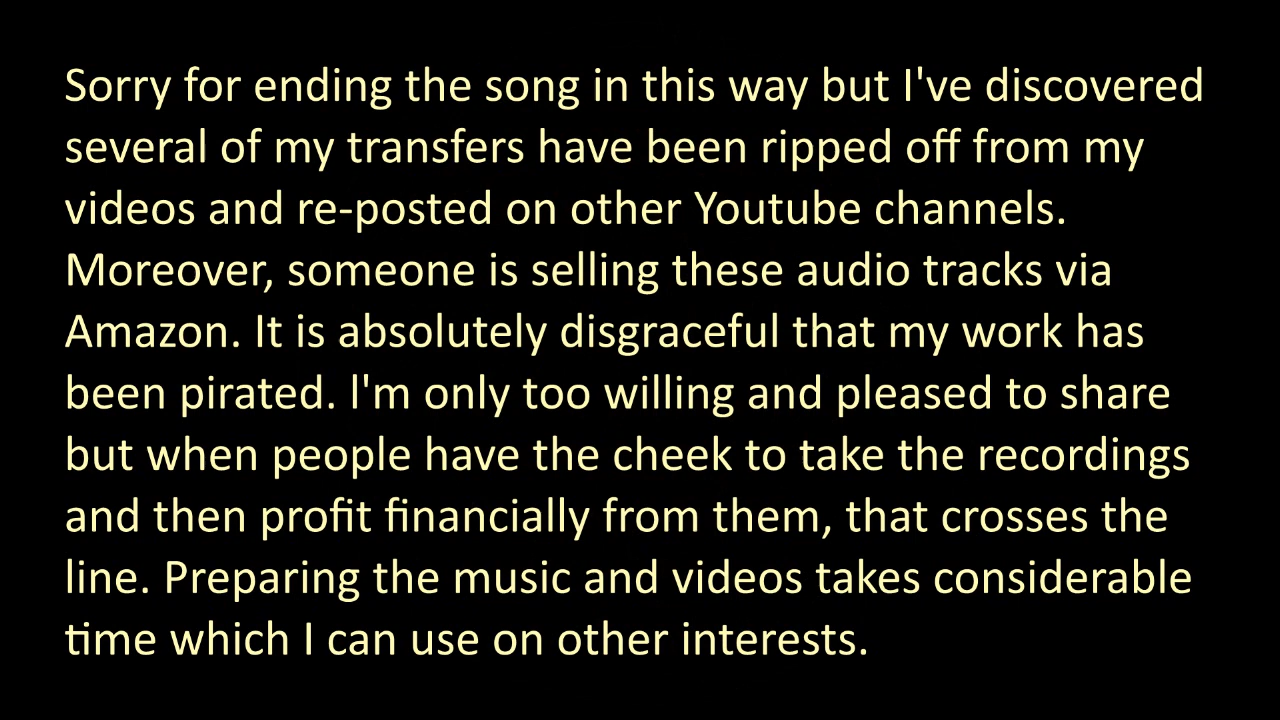 Sorry for ending the song in this way but I've discovered
several of my transfers have been ripped off from my
videos and re-posted on other Youtube channels.
Moreover, someone is selling these audio tracks via
Amazon. It is absolutely disgraceful that my work has
been pirated. l'm only too willing and pleased to share
but when people have the cheek to take the recordings
and then profit financially from them, that crosses the
line. Preparing the music and videos takes considerable
time which I can use on other interests.